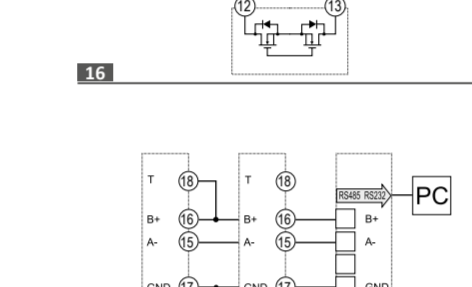 12 13
16
T 18 T 18
RS485 RS232 PC
B+ 16 B+ 16 B+
A- 15 A- 15 A-
GND 17 GND 17 GND